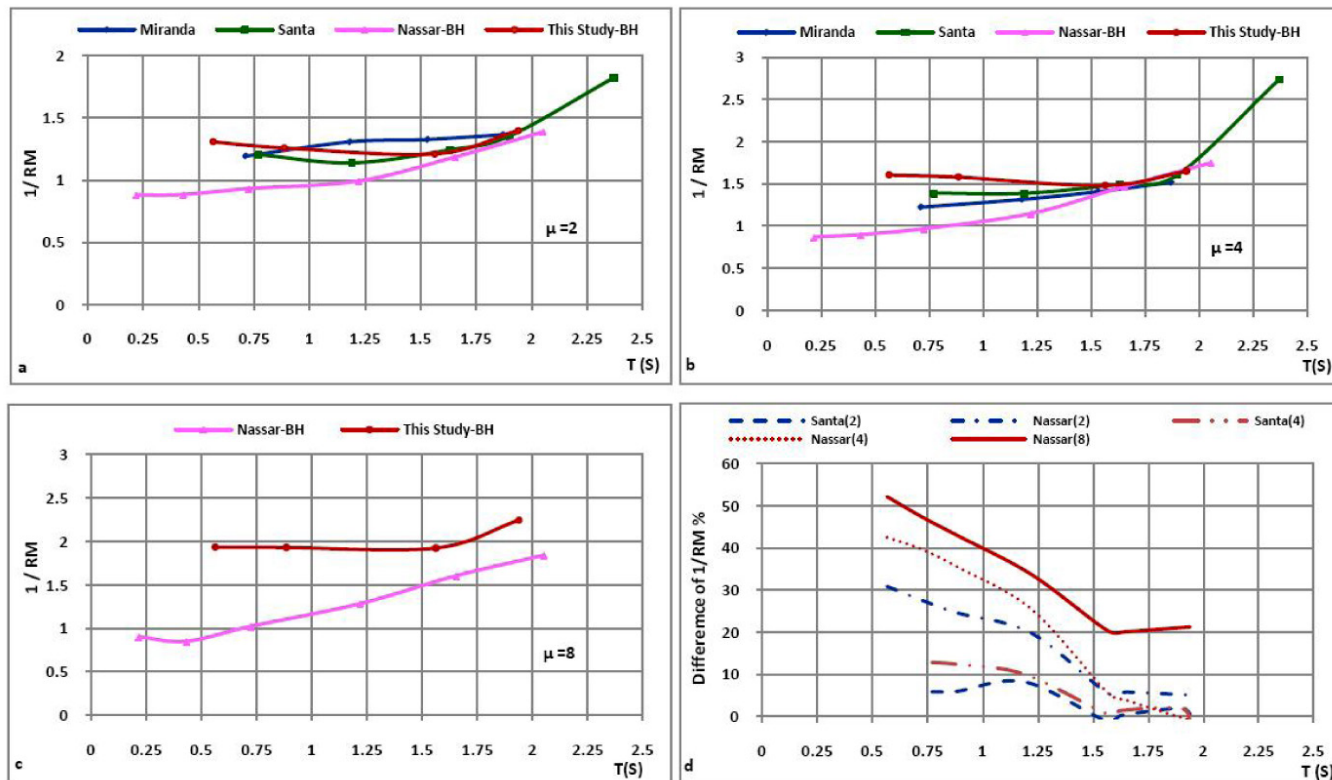 Miranda Santa Nassar-BH This Study-BH
2
1.5
1
0.5
0
1/ RM
μ =2
0 0.25 0.5 0.75 1 1.25 1.5 1.75 2 2.25 2.5
a T (S)
Miranda Santa Nassar-BH This Study-BH
3
2.5
2
1.5
1
0.5
0
1 / RM
μ =4
0 0.25 0.5 0.75 1 1.25 1.5 1.75 2 2.25 2.5
b T(S)
Nassar-BH This Study-BH
3
2.5
2
1.5
1
0.5
0
1 / RM
μ =8
0 0.25 0.5 0.75 1 1.25 1.5 1.75 2 2.25 2.5
c T(S)
Santa(2) Nassar(2) Santa(4)
Nassar(4) Nassar(8)
60
50
40
30
20
10
0
Differemce of 1/RM %
0 0.25 0.5 0.75 1 1.25 1.5 1.75 2 2.25 2.5
d T(S)